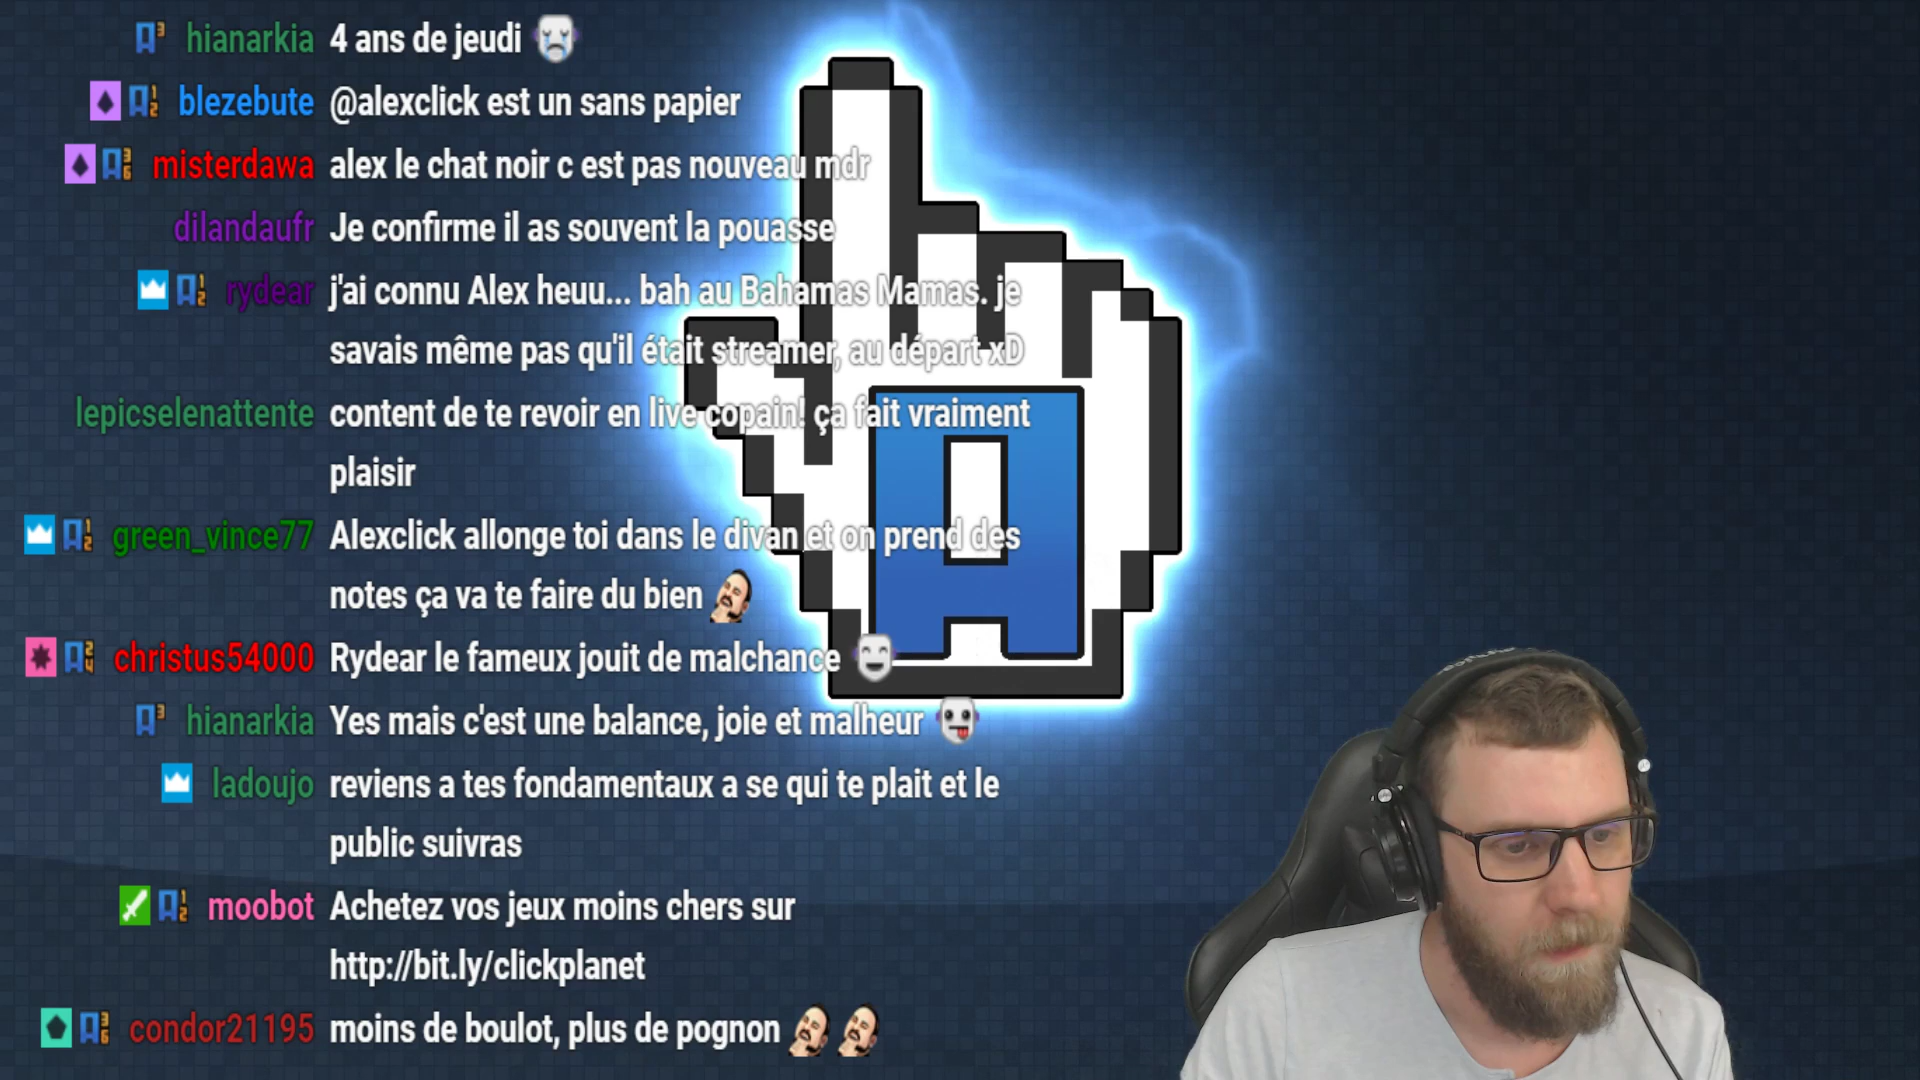 hianarkia 4 ans de jeudi
blezebute @alexclick est un sans papier
misterdawa alex le chat noir c est pas nouveau mdr
dilandaufr Je confirme il as souvent la pouasse
rydear j'ai connu Alex heuu... bah au Bahamas Mamas. je
savais même pas qu'il était streamer, au départ xD
lepicselenattente content de te revoir en live copain! ça fait vraiment
plaisir
green_vince77 Alexclick allonge toi dans le divan et on prend des
notes ça va te faire du bien
christus54000 Rydear le fameux jouit de malchance
hianarkia Yes mais c'est une balance, joie et malheur
ladoujo reviens a tes fondamentaux a se qui te plait et le
public suivras
moobot Achetez vos jeux moins chers sur
http://bit.ly/clickplanet
condor21195 moins de boulot, plus de pognon
A